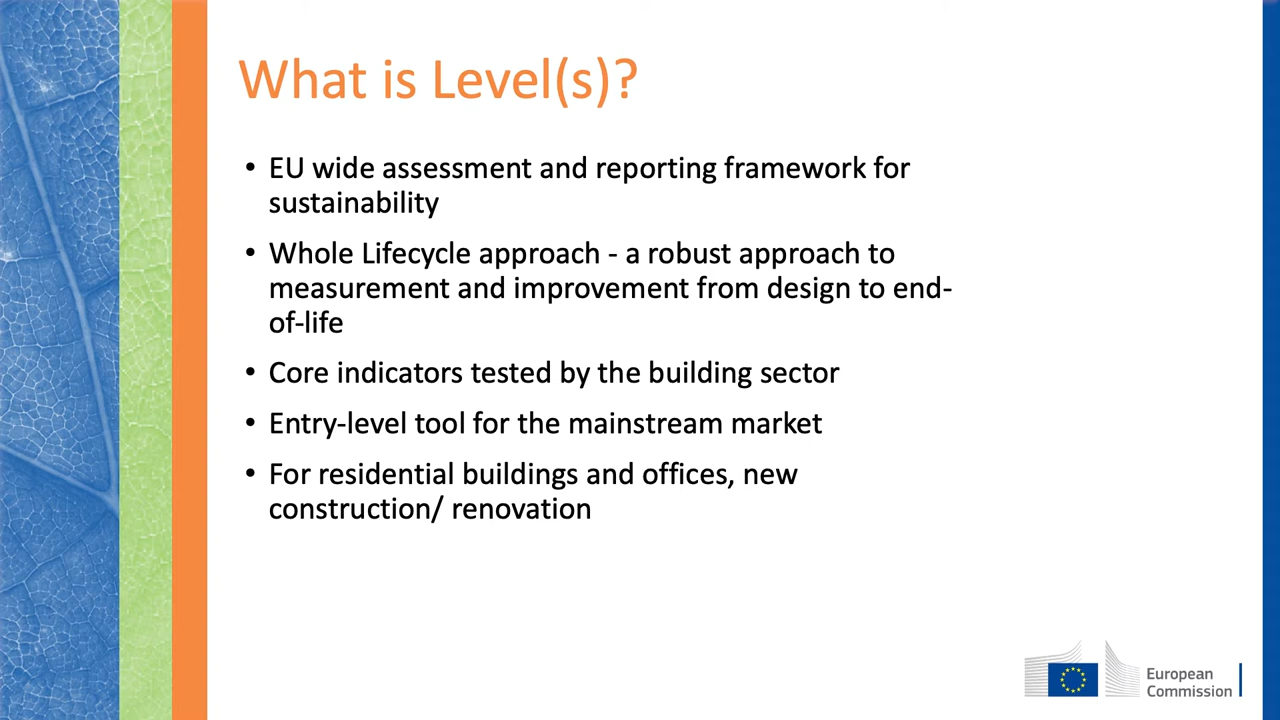 What is Level(s)?
• EU wide assessment and reporting framework for
sustainability
• Whole Lifecycle approach - a robust approach to
measurement and improvement from design to end-
of-life
• Core indicators tested by the building sector
• Entry-level tool for the mainstream market
• For residential buildings and offices, new
construction/ renovation
European
Commission